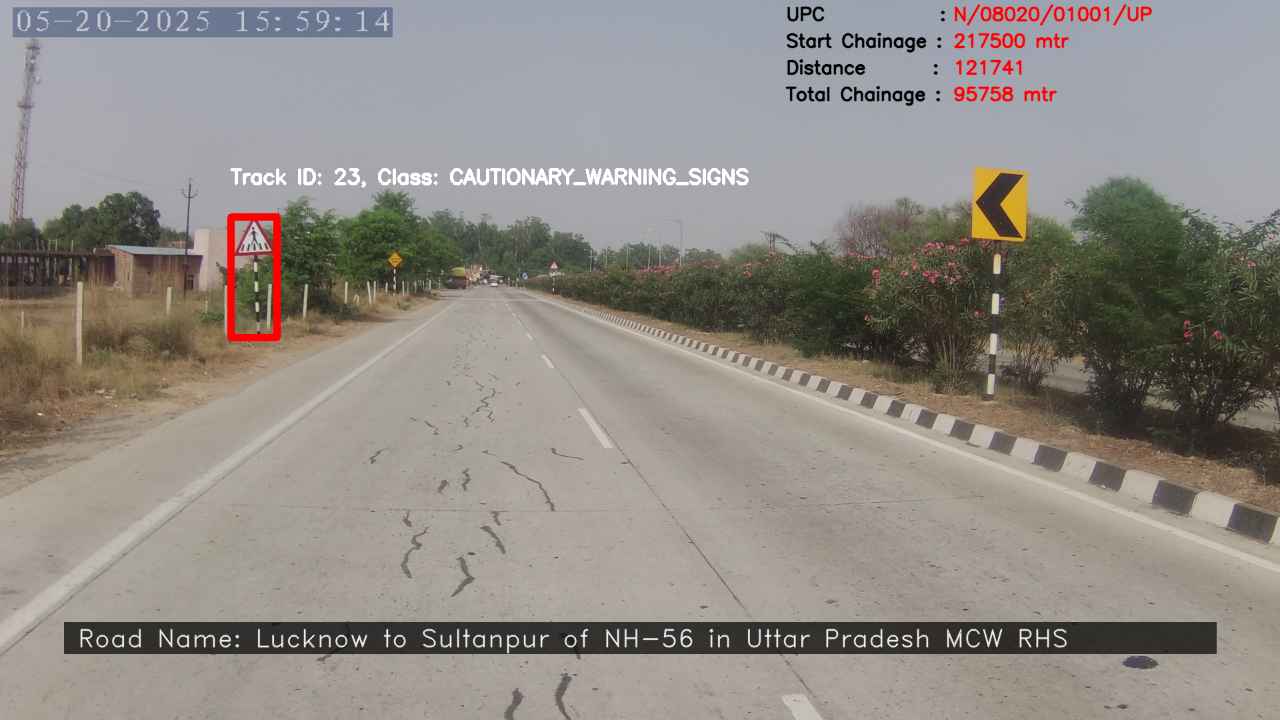 05-20-2025 15:59:14
UPC : N/08020/01001/UP
Start Chainage : 217500 mtr
Distance : 121741
Total Chainage : 95758 mtr
Track ID: 23, Class: CAUTIONARY_WARNING_SIGNS
Road Name: Lucknow to Sultanpur of NH-56 in Uttar Pradesh MCW RHS